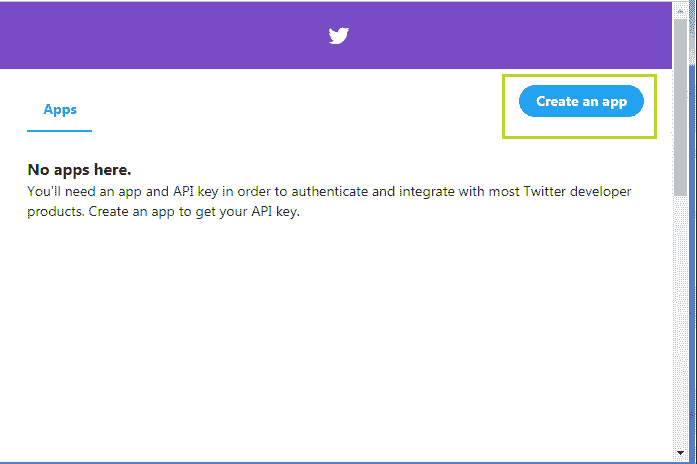 Apps
Create an app
No apps here.
You'll need an app and API key in order to authenticate and integrate with most Twitter developer
products. Create an app to get your API key.